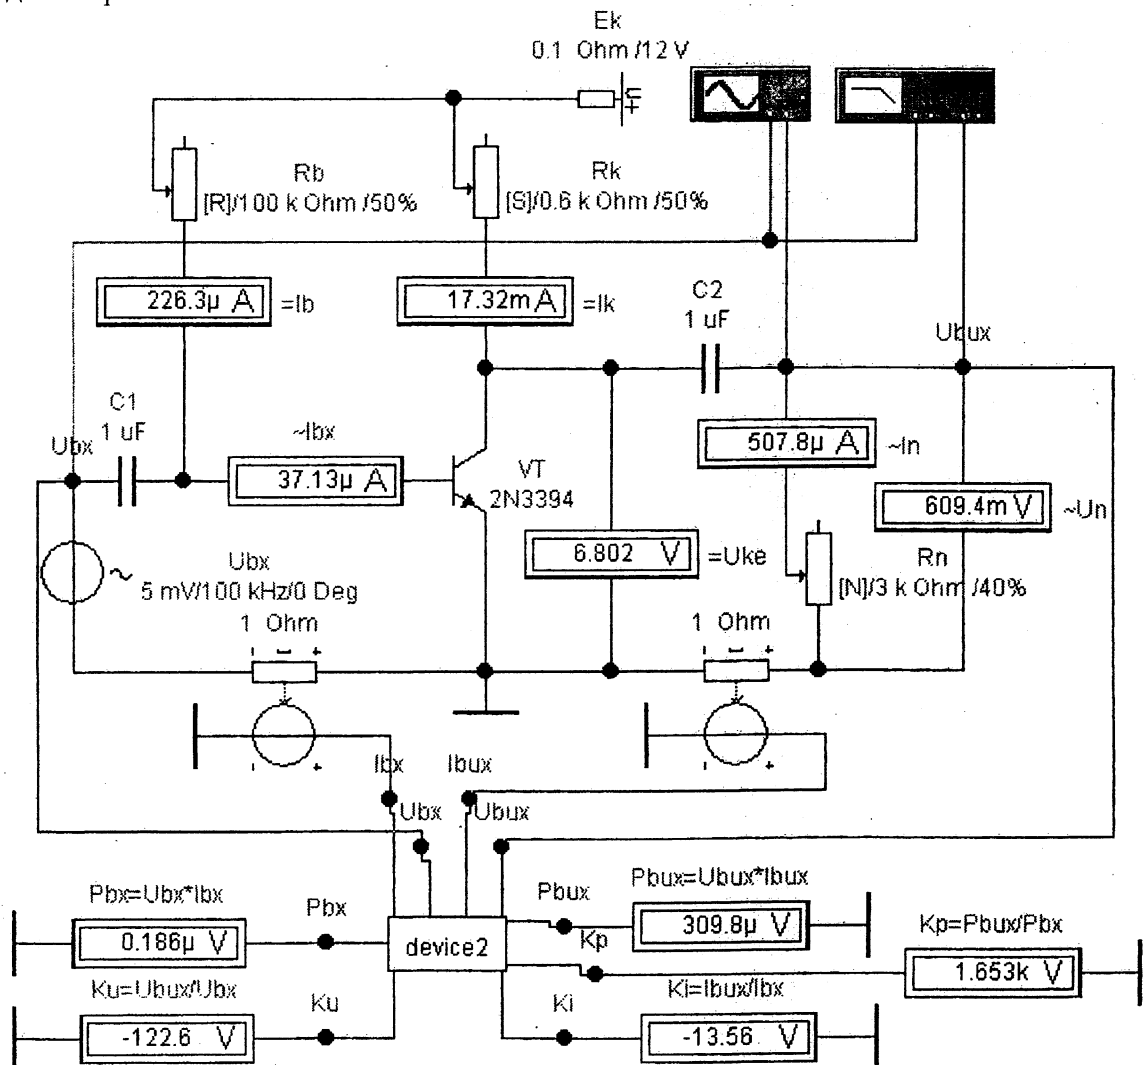 Ek
0.1 Ohm /12 V
Rb
[R]/100 k Ohm /50%
Rk
[S]/0.6 k Ohm /50%
226.3µ A =Ib
17.32m A =Ik
C2
1 uF
Ubux
C1
1 uF
Ubx
~Ibx
37.13µ A
VT
2N3394
507.8µ A ~In
609.4m V ~Un
6.802 V =Uke
Rn
[N]/3 k Ohm /40%
Ubx
5 mV/100 kHz/0 Deg
1 Ohm
1 Ohm
Ibx
Ibux
Ubx
Ubux
Pbx=Ubx*Ibx
0.186µ V
Pbx
device2
Pbux
Pbux=Ubux*Ibux
309.8µ V
Kp
Kp=Pbux/Pbx
1.653k V
Ku=Ubux/Ubx
-122.6 V
Ku
Ki
Ki=Ibux/Ibx
-13.56 V